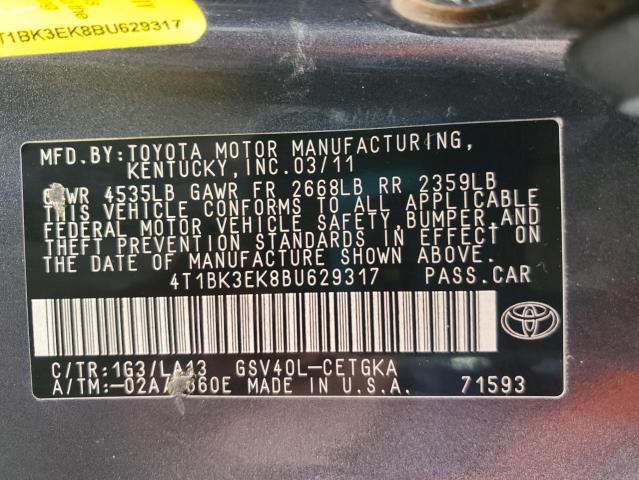 4T1BK3EK8BU629317
MFD.BY: TOYOTA MOTOR MANUFACTURING,
KENTUCKY, INC. 03/11
4535LB GAWR FR 2668LB RR 2359LB
THIS VEHICLE CONFORMS TO ALL APPLICABLE
FEDERAL MOTOR VEHICLE SAFETY, BUMPER, AND
THEFT PREVENTION STANDARDS IN EFFECT ON
THE DATE OF MANUFACTURE SHOWN ABOVE.
4T1BK3EK8BU629317 PASS.CAR
C/TR:1G3/LA13 GSV40L-CETGKA
A/TM: MADE IN U.S.A. 71593